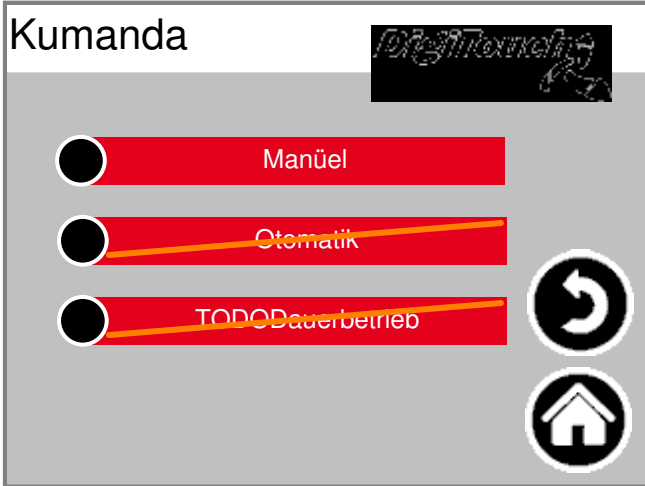 Kumanda
DigiTouch
Manüel
Otomatik
TODODauerbetrieb